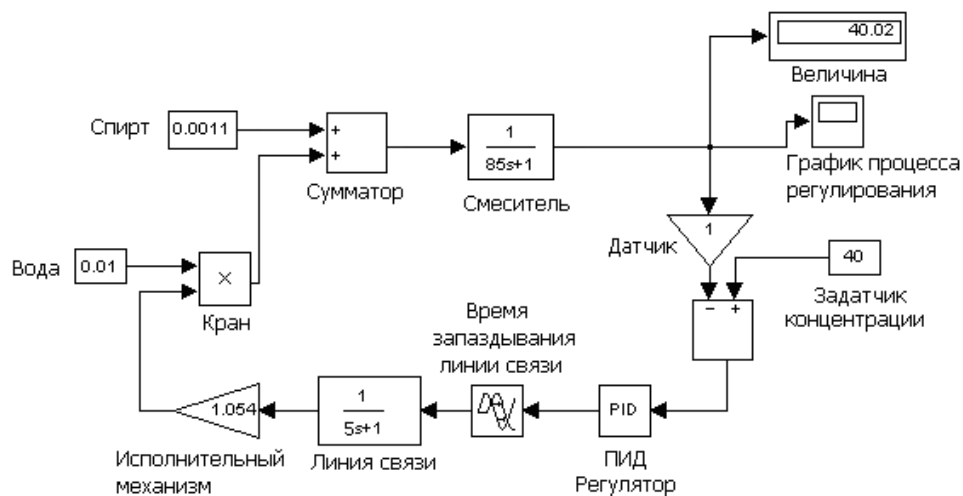 40.02
Величина
Спирт
0.0011
+
+
Сумматор
1
85s+1
Смеситель
График процесса
регулирования
Датчик
1
Вода
0.01
×
Кран
40
Задатчик
концентрации
−
+
Время
запаздывания
линии связи
1.054
Исполнительный
механизм
1
5s+1
Линия связи
PID
ПИД
Регулятор